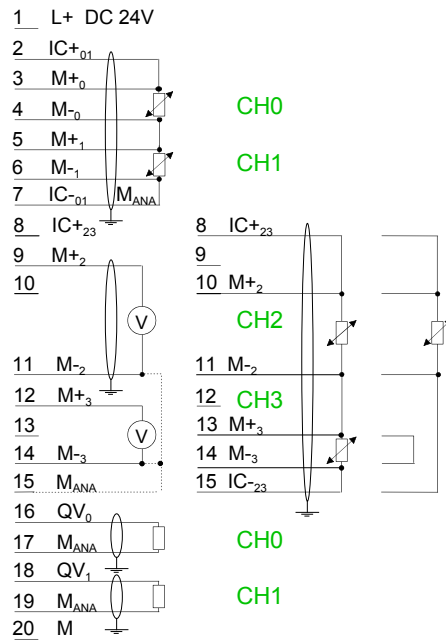 1 L+ DC 24V
2 IC+01
3 M+0
4 M-0
CH0
5 M+1
6 M-1
CH1
7 IC-01 MANA
8 IC+23
9 M+2
10
V
11 M-2
12 M+3
13
V
14 M-3
15 MANA
8 IC+23
9
10 M+2
CH2
11 M-2
12 CH3
13 M+3
14 M-3
15 IC-23
16 QV0
17 MANA
CH0
18 QV1
19 MANA
CH1
20 M